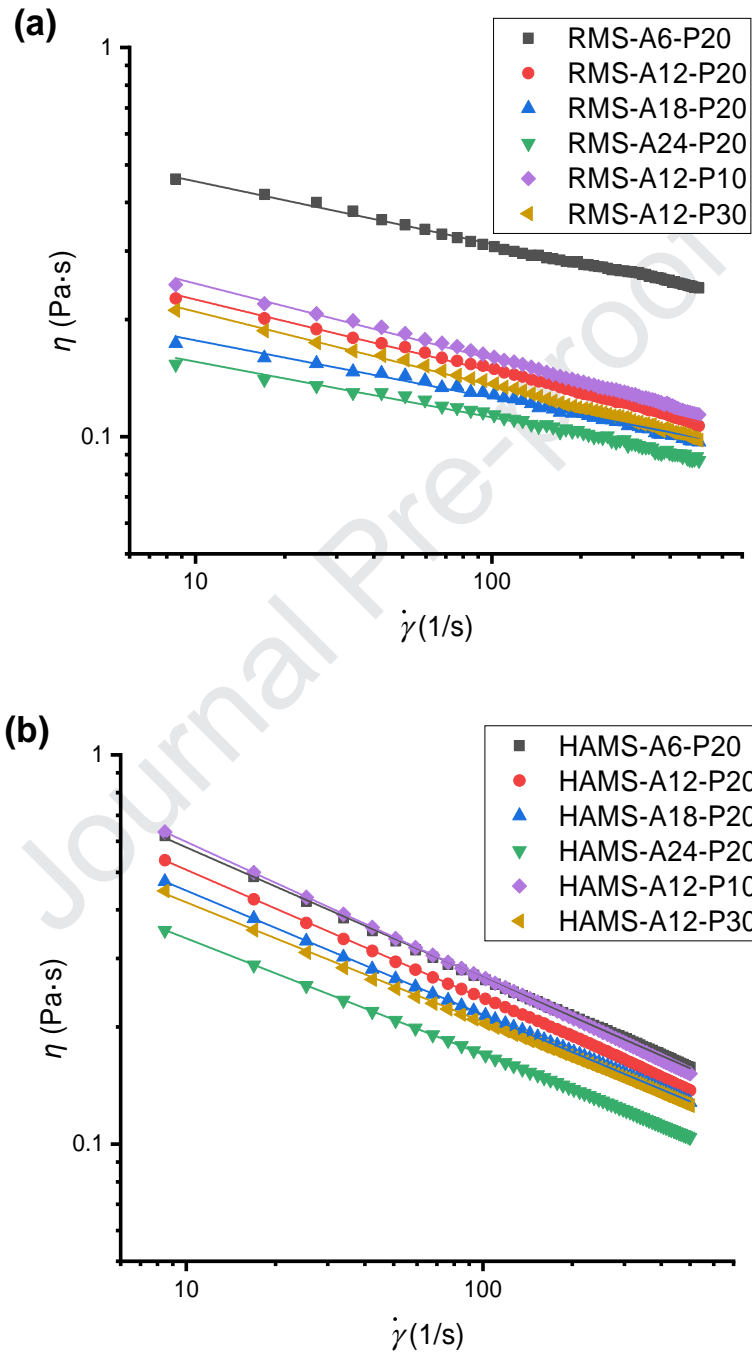 (a)
1
RMS-A6-P20
RMS-A12-P20
RMS-A18-P20
RMS-A24-P20
RMS-A12-P10
RMS-A12-P30
η (Pa·s)
0.1
10 100
γ̇ (1/s)
Journal Pre-proof
(b)
1
HAMS-A6-P20
HAMS-A12-P20
HAMS-A18-P20
HAMS-A24-P20
HAMS-A12-P10
HAMS-A12-P30
η (Pa·s)
0.1
10 100
γ̇ (1/s)